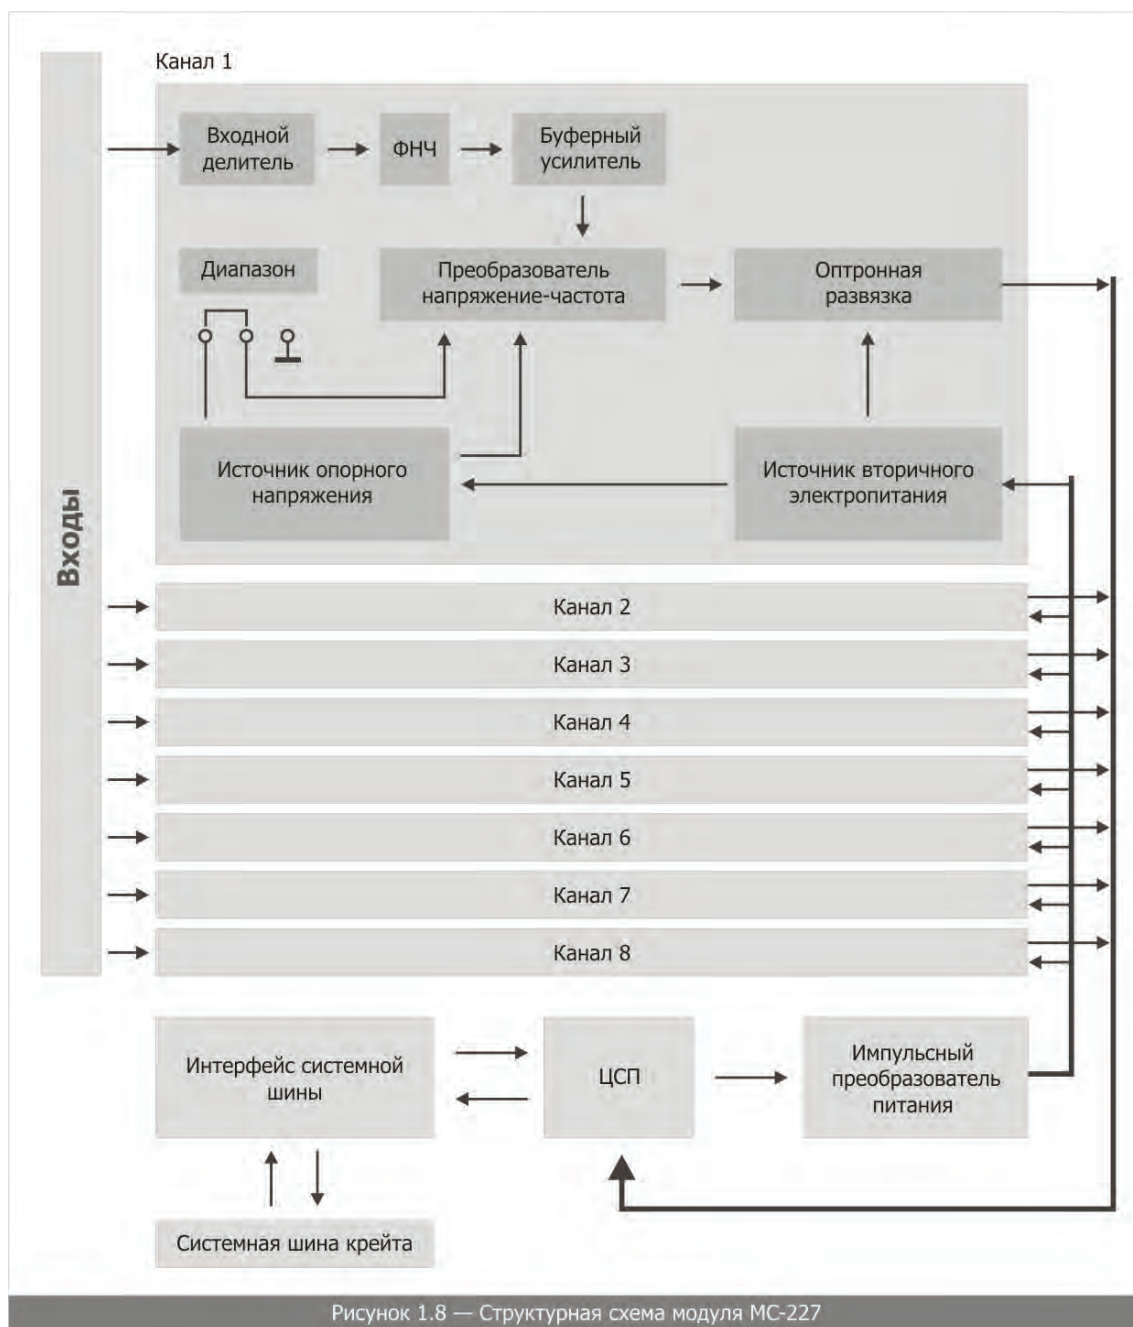 Канал 1
Входы
Входной
делитель
ФНЧ
Буферный
усилитель
Диапазон
Преобразователь
напряжение-частота
Оптронная
развязка
Источник опорного
напряжения
Источник вторичного
электропитания
Канал 2
Канал 3
Канал 4
Канал 5
Канал 6
Канал 7
Канал 8
Интерфейс системной
шины
ЦСП
Импульсный
преобразователь
питания
Системная шина крейта
Рисунок 1.8 — Структурная схема модуля МС-227